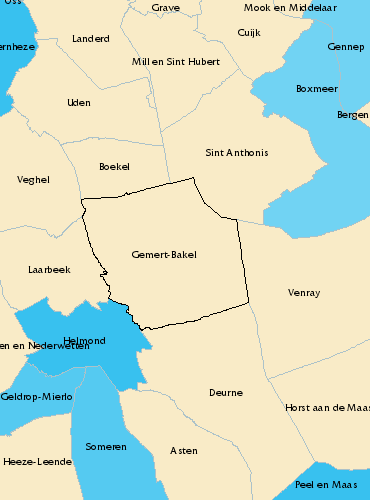 Oss
Grave
Mook en Middelaar
Cuijk
Landerd
ernheze
Gennep
Mill en Sint Hubert
Boxmeer
Uden
Bergen
Sint Anthonis
Boekel
Veghel
Gemert-Bakel
Laarbeek
Venray
Helmond
en en Nederwetten
Deurne
Geldrop-Mierlo
Horst aan de Maas
Someren
Asten
Heeze-Leende
Peel en Maas